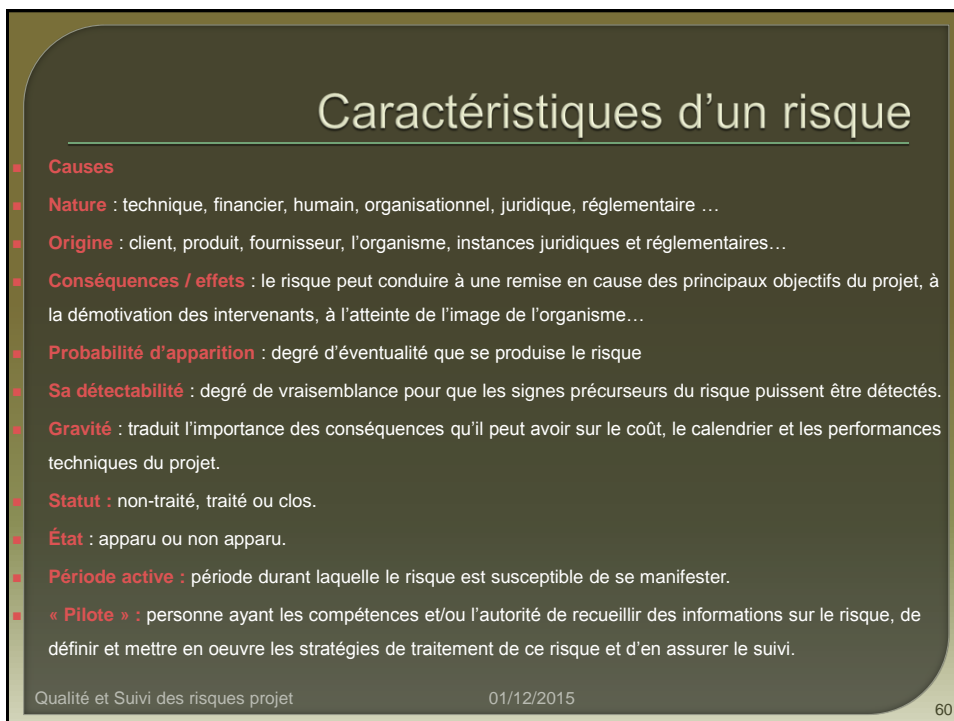 Caractéristiques d’un risque
Causes
Nature : technique, financier, humain, organisationnel, juridique, réglementaire …
Origine : client, produit, fournisseur, l’organisme, instances juridiques et réglementaires…
Conséquences / effets : le risque peut conduire à une remise en cause des principaux objectifs du projet, à
la démotivation des intervenants, à l’atteinte de l’image de l’organisme…
Probabilité d’apparition : degré d’éventualité que se produise le risque
Sa détectabilité : degré de vraisemblance pour que les signes précurseurs du risque puissent être détectés.
Gravité : traduit l’importance des conséquences qu’il peut avoir sur le coût, le calendrier et les performances
techniques du projet.
Statut : non-traité, traité ou clos.
État : apparu ou non apparu.
Période active : période durant laquelle le risque est susceptible de se manifester.
« Pilote » : personne ayant les compétences et/ou l’autorité de recueillir des informations sur le risque, de
définir et mettre en oeuvre les stratégies de traitement de ce risque et d’en assurer le suivi.
Qualité et Suivi des risques projet 01/12/2015
60